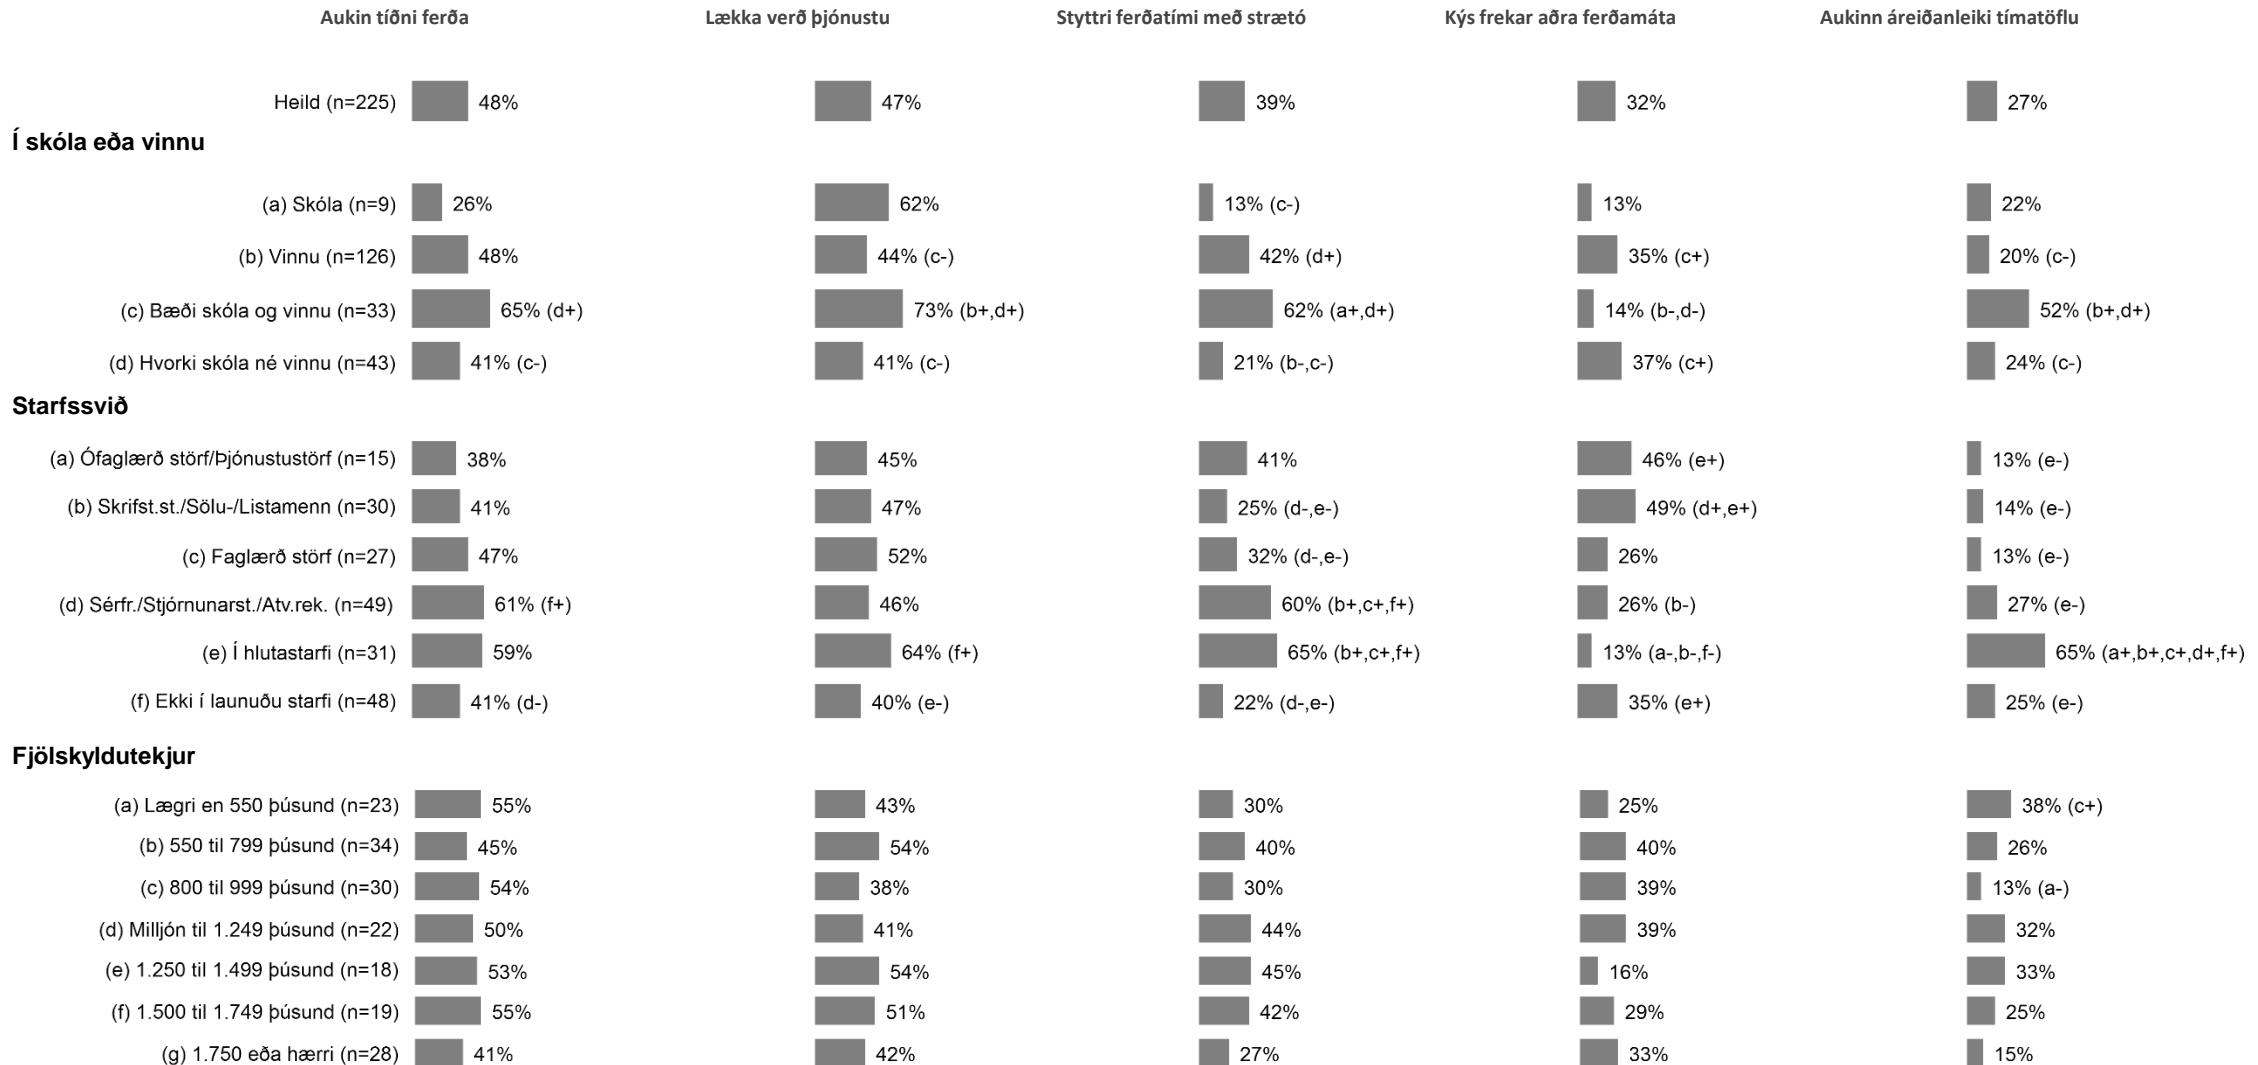 Aukin tíðni ferða Lækka verð þjónustu Styttri ferðatími með strætó Kýs frekar aðra ferðamáta Aukinn áreiðanleiki tímatöflu
Heild (n=225) 48% 47% 39% 32% 27%
Í skóla eða vinnu
(a) Skóla (n=9) 26% 62% 13% (c-) 13% 22%
(b) Vinnu (n=126) 48% 44% (c-) 42% (d+) 35% (c+) 20% (c-)
(c) Bæði skóla og vinnu (n=33) 65% (d+) 73% (b+,d+) 62% (a+,d+) 14% (b-,d-) 52% (b+,d+)
(d) Hvorki skóla né vinnu (n=43) 41% (c-) 41% (c-) 21% (b-,c-) 37% (c+) 24% (c-)
Starfssvið
(a) Ófaglærð störf/Þjónustustörf (n=15) 38% 45% 41% 46% (e+) 13% (e-)
(b) Skrifst.st./Sölu-/Listamenn (n=30) 41% 47% 25% (d-,e-) 49% (d+,e+) 14% (e-)
(c) Faglærð störf (n=27) 47% 52% 32% (d-,e-) 26% 13% (e-)
(d) Sérfr./Stjórnunarst./Atv.rek. (n=49) 61% (f+) 46% 60% (b+,c+,f+) 26% (b-) 27% (e-)
(e) Í hlutastarfi (n=31) 59% 64% (f+) 65% (b+,c+,f+) 13% (a-,b-,f-) 65% (a+,b+,c+,d+,f+)
(f) Ekki í launuðu starfi (n=48) 41% (d-) 40% (e-) 22% (d-,e-) 35% (e+) 25% (e-)
Fjölskyldutekjur
(a) Lægri en 550 þúsund (n=23) 55% 43% 30% 25% 38% (c+)
(b) 550 til 799 þúsund (n=34) 45% 54% 40% 40% 26%
(c) 800 til 999 þúsund (n=30) 54% 38% 30% 39% 13% (a-)
(d) Milljón til 1.249 þúsund (n=22) 50% 41% 44% 39% 32%
(e) 1.250 til 1.499 þúsund (n=18) 53% 54% 45% 16% 33%
(f) 1.500 til 1.749 þúsund (n=19) 55% 51% 42% 29% 25%
(g) 1.750 eða hærri (n=28) 41% 42% 27% 33% 15%